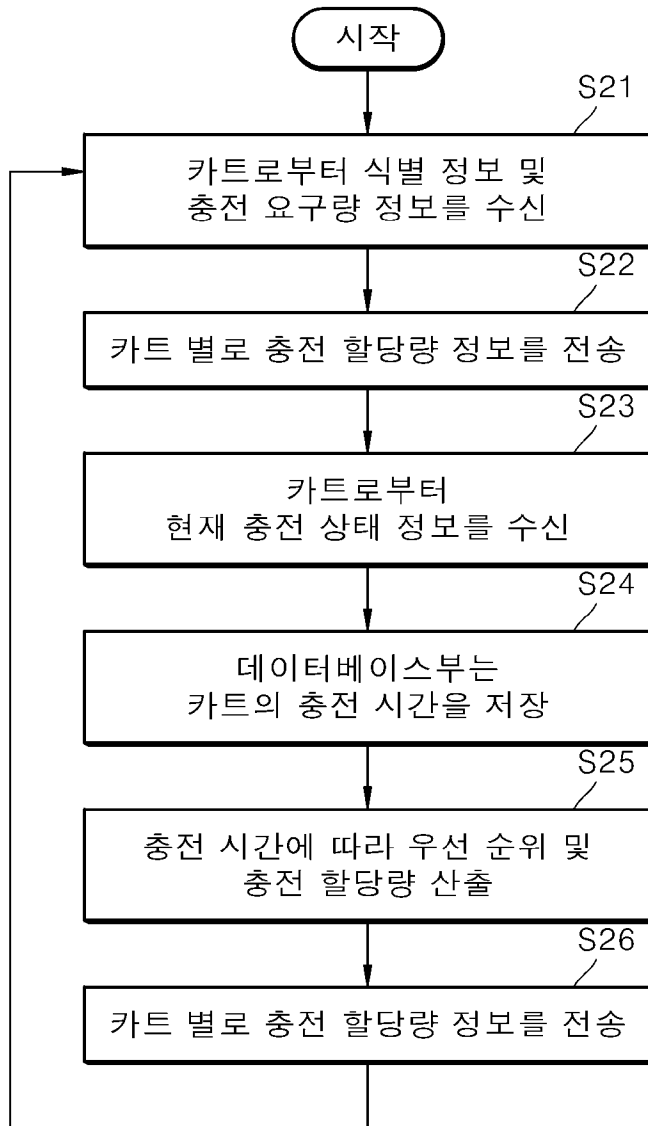 시작
S21
카트로부터 식별 정보 및
충전 요구량 정보를 수신
S22
카트 별로 충전 할당량 정보를 전송
S23
카트로부터
현재 충전 상태 정보를 수신
S24
데이터베이스부는
카트의 충전 시간을 저장
S25
충전 시간에 따라 우선 순위 및
충전 할당량 산출
S26
카트 별로 충전 할당량 정보를 전송